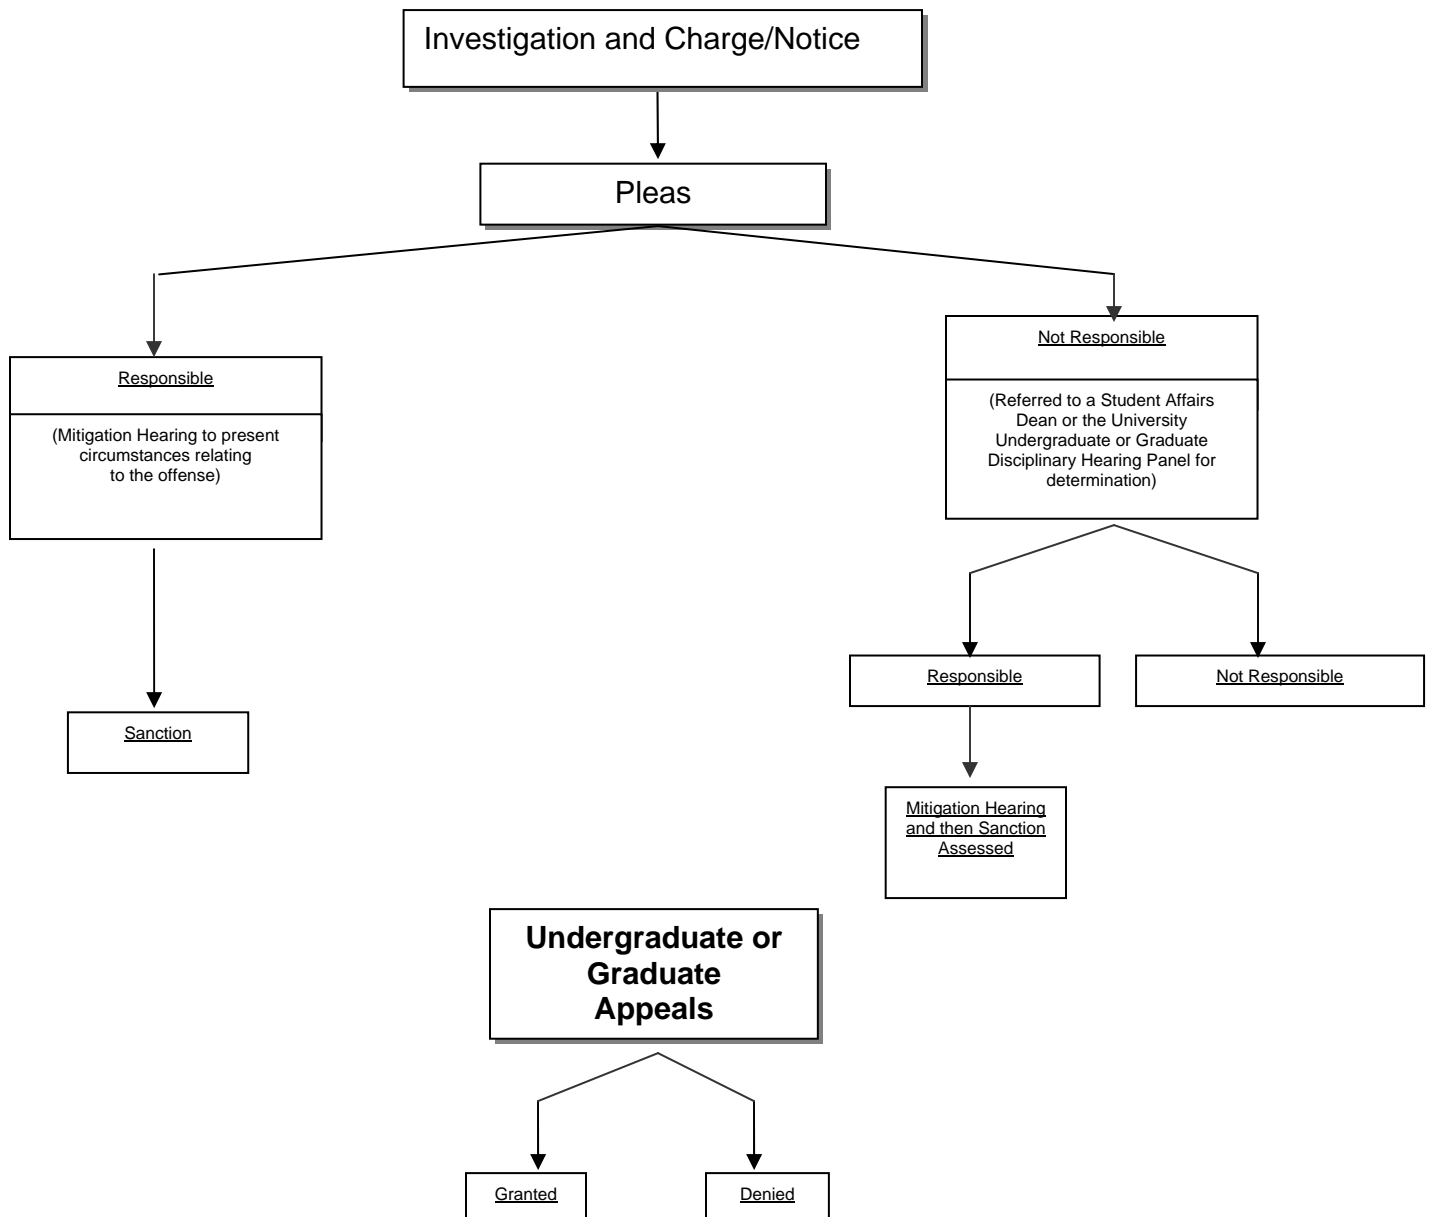 Investigation and Charge/Notice
Pleas
Responsible
(Mitigation Hearing to present
circumstances relating
to the offense)
Sanction
Not Responsible
(Referred to a Student Affairs
Dean or the University
Undergraduate or Graduate
Disciplinary Hearing Panel for
determination)
Responsible
Not Responsible
Mitigation Hearing
and then Sanction
Assessed
Undergraduate or
Graduate
Appeals
Granted
Denied